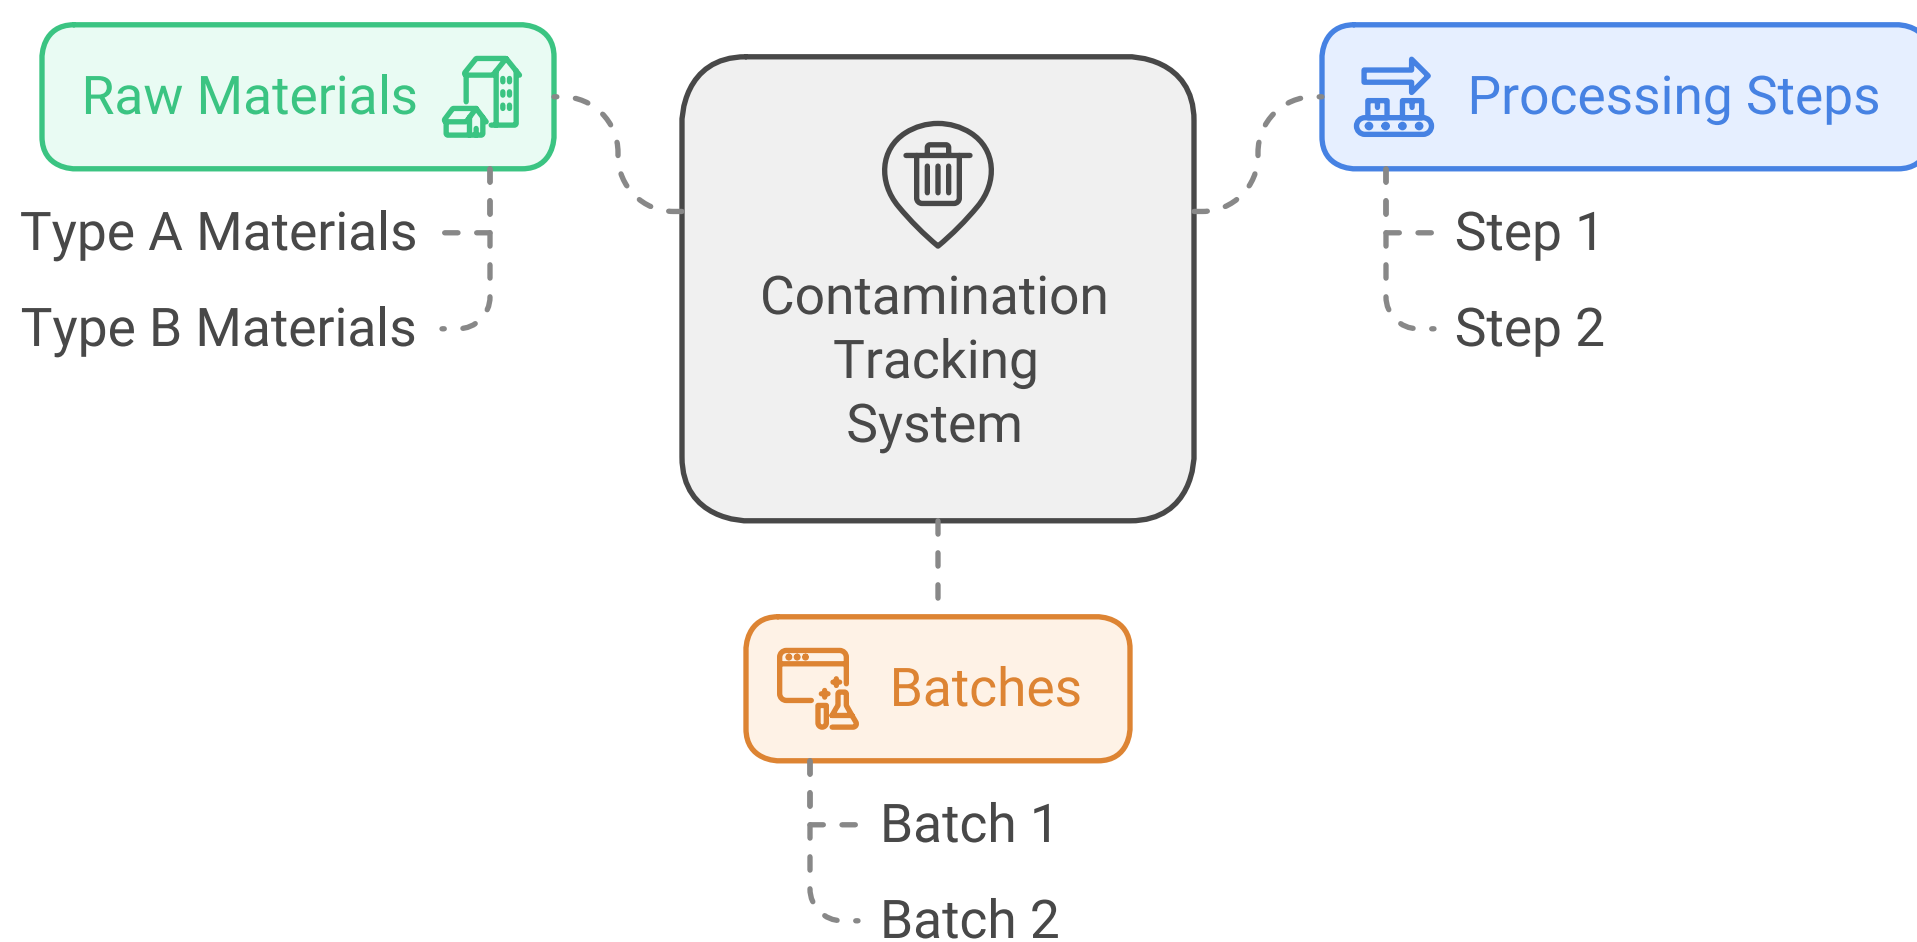 Raw Materials
Type A Materials
Type B Materials
Contamination
Tracking
System
Processing Steps
Step 1
Step 2
Batches
Batch 1
Batch 2